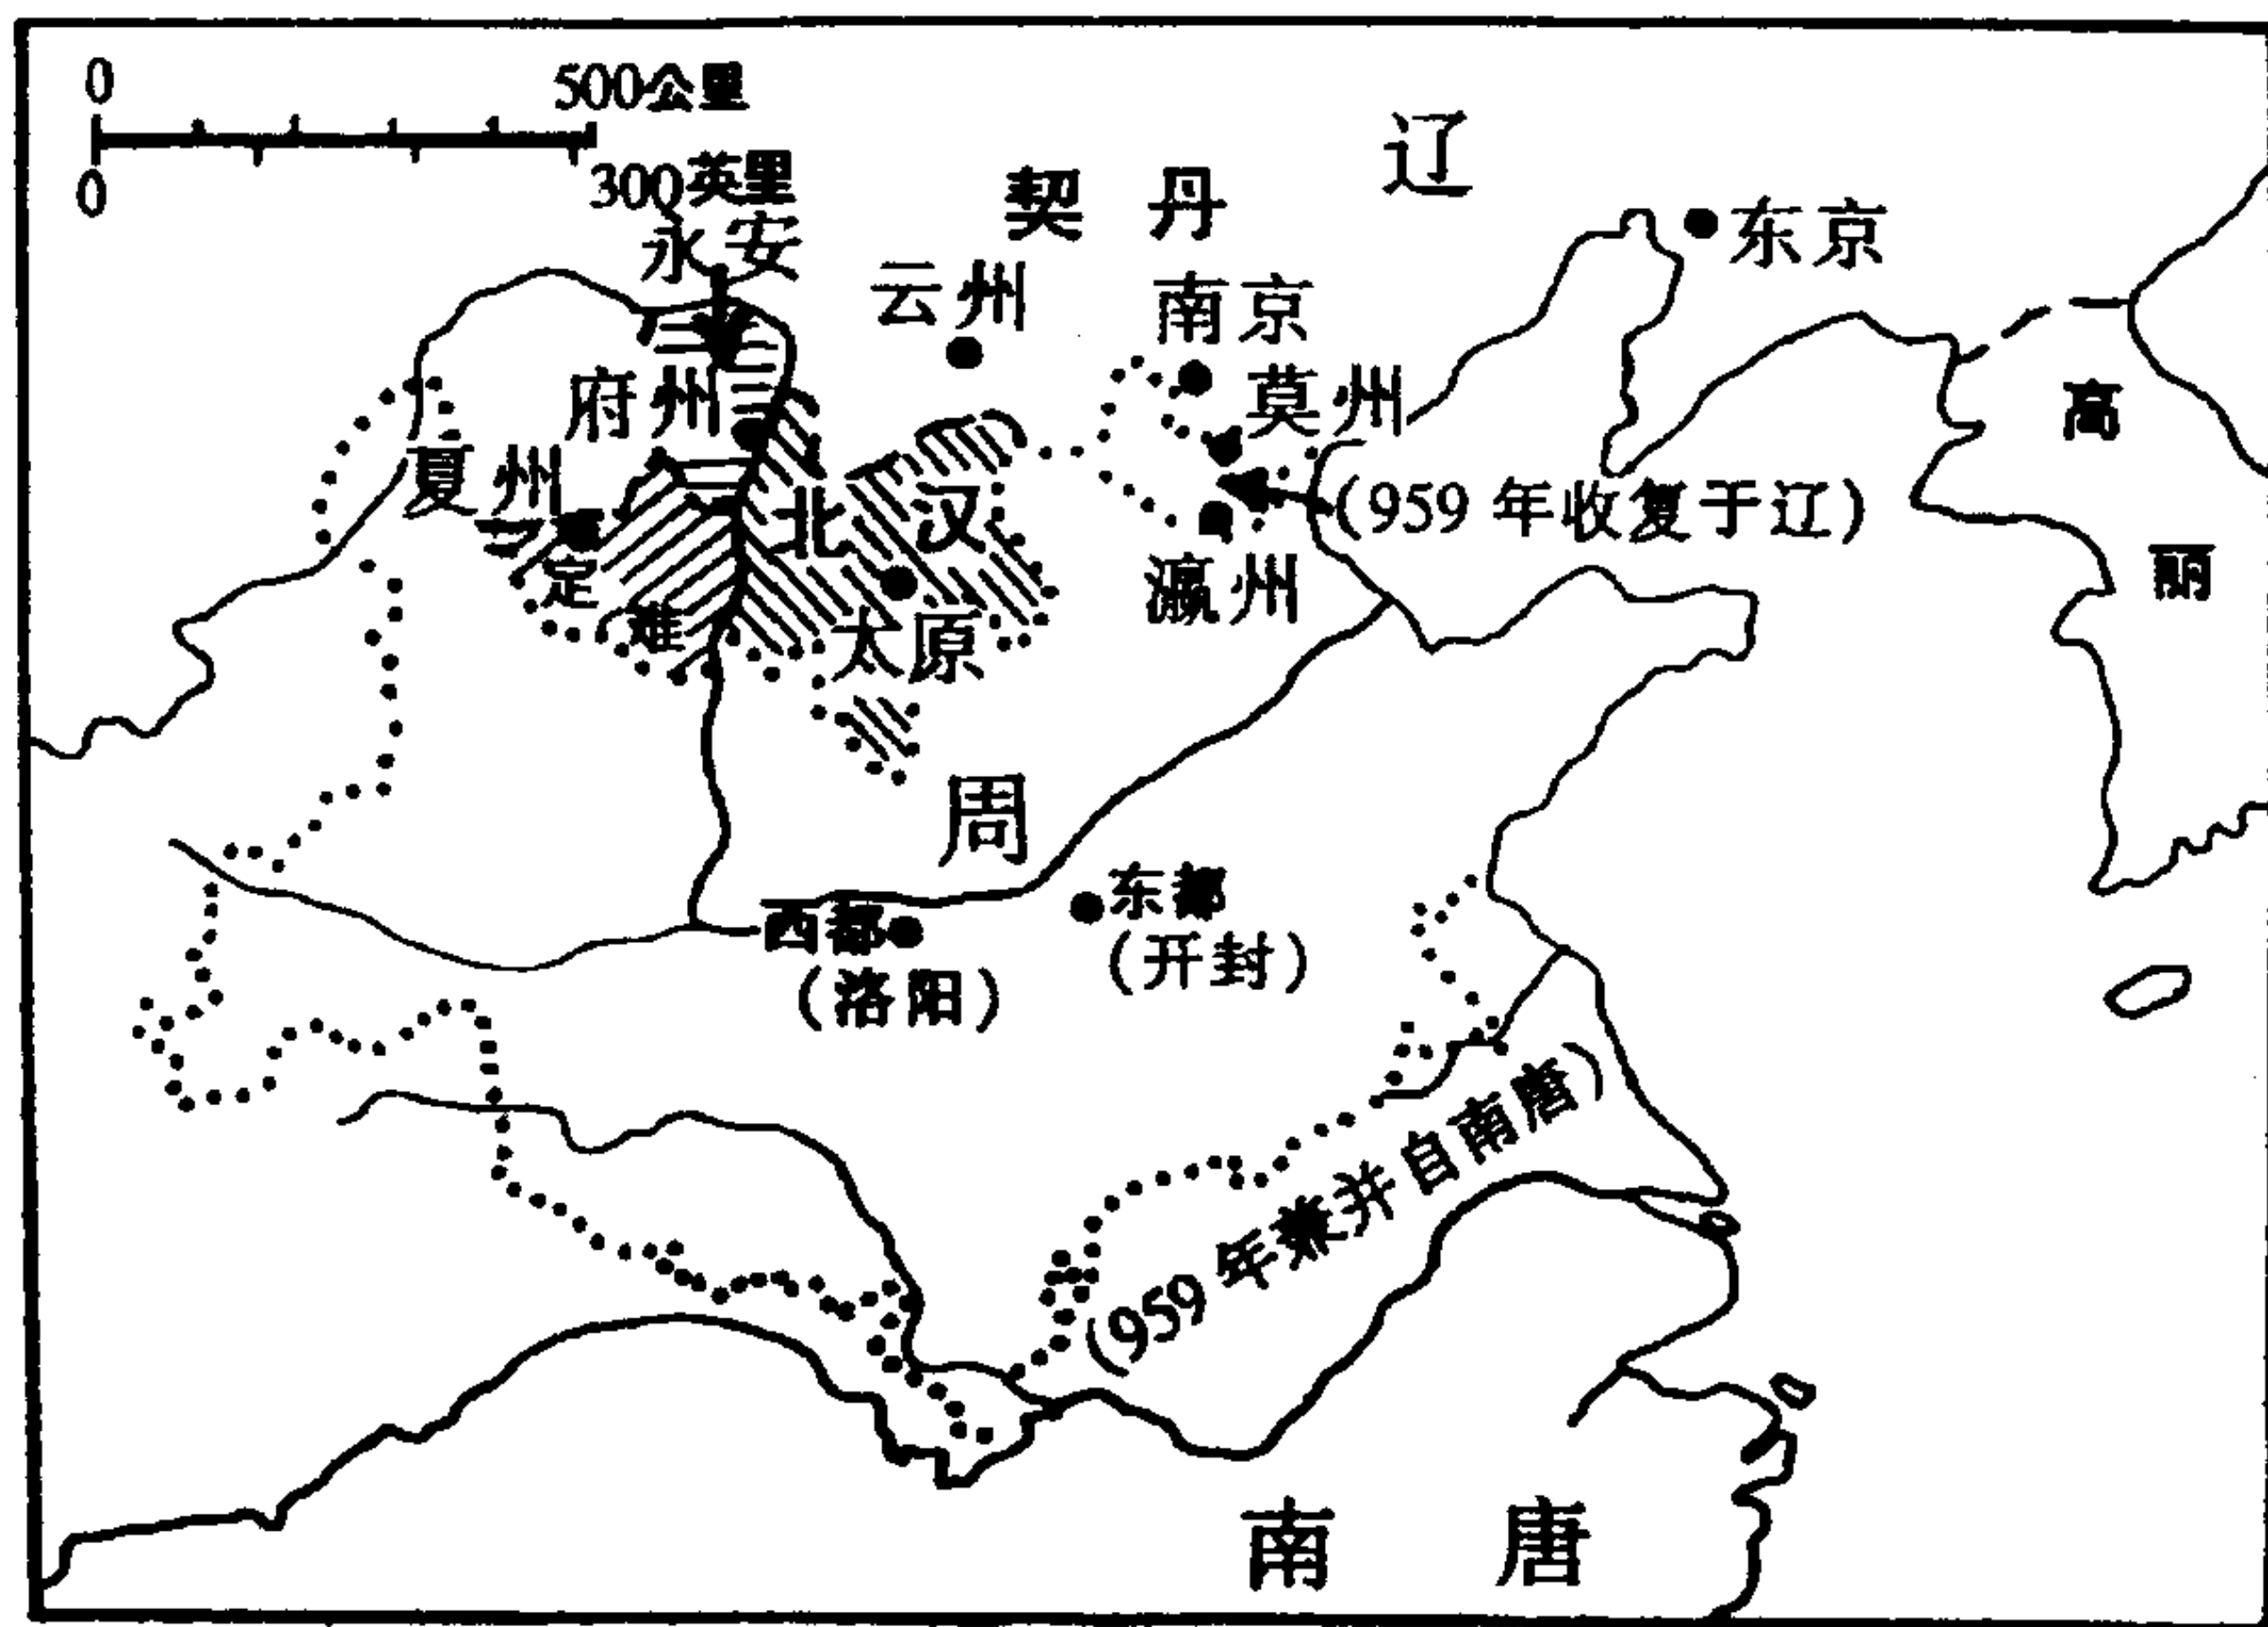 0
500公里
0
300英里
辽
契丹
永安
东京
云州
南京
府州
莫州
高丽
夏州
北汉
(959年收复于辽)
定难
瀛州
太原
周
东都
(开封)
西都
(洛阳)
(959年兼并自南唐)
南唐